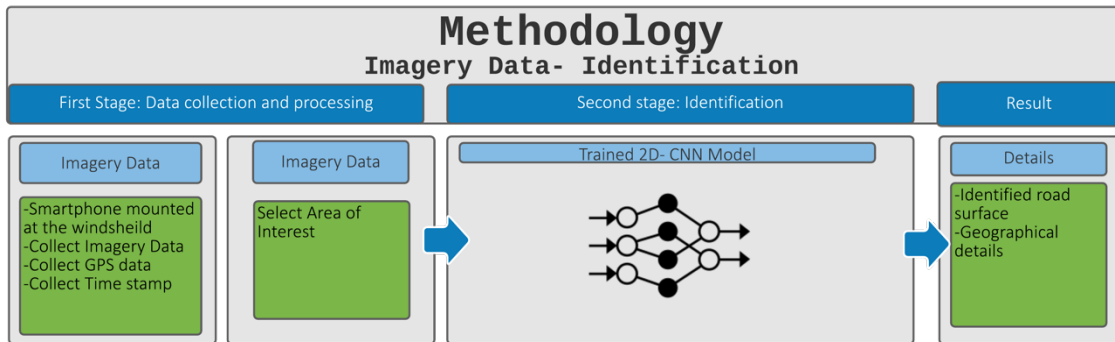 Methodology
Imagery Data- Identification
First Stage: Data collection and processing
Second stage: Identification
Result
Imagery Data
-Smartphone mounted
at the windsheild
-Collect Imagery Data
-Collect GPS data
-Collect Time stamp
Imagery Data
Select Area of
Interest
Trained 2D- CNN Model
Details
-Identified road
surface
-Geographical
details